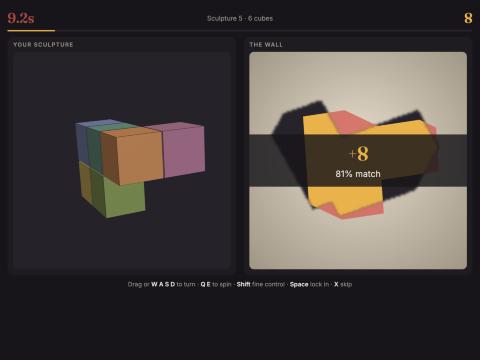 9.2s
Sculpture 5 · 6 cubes
8
YOUR SCULPTURE
THE WALL
+8
81% match
Drag or W A S D to turn · Q E to spin · Shift fine control · Space lock in · X skip